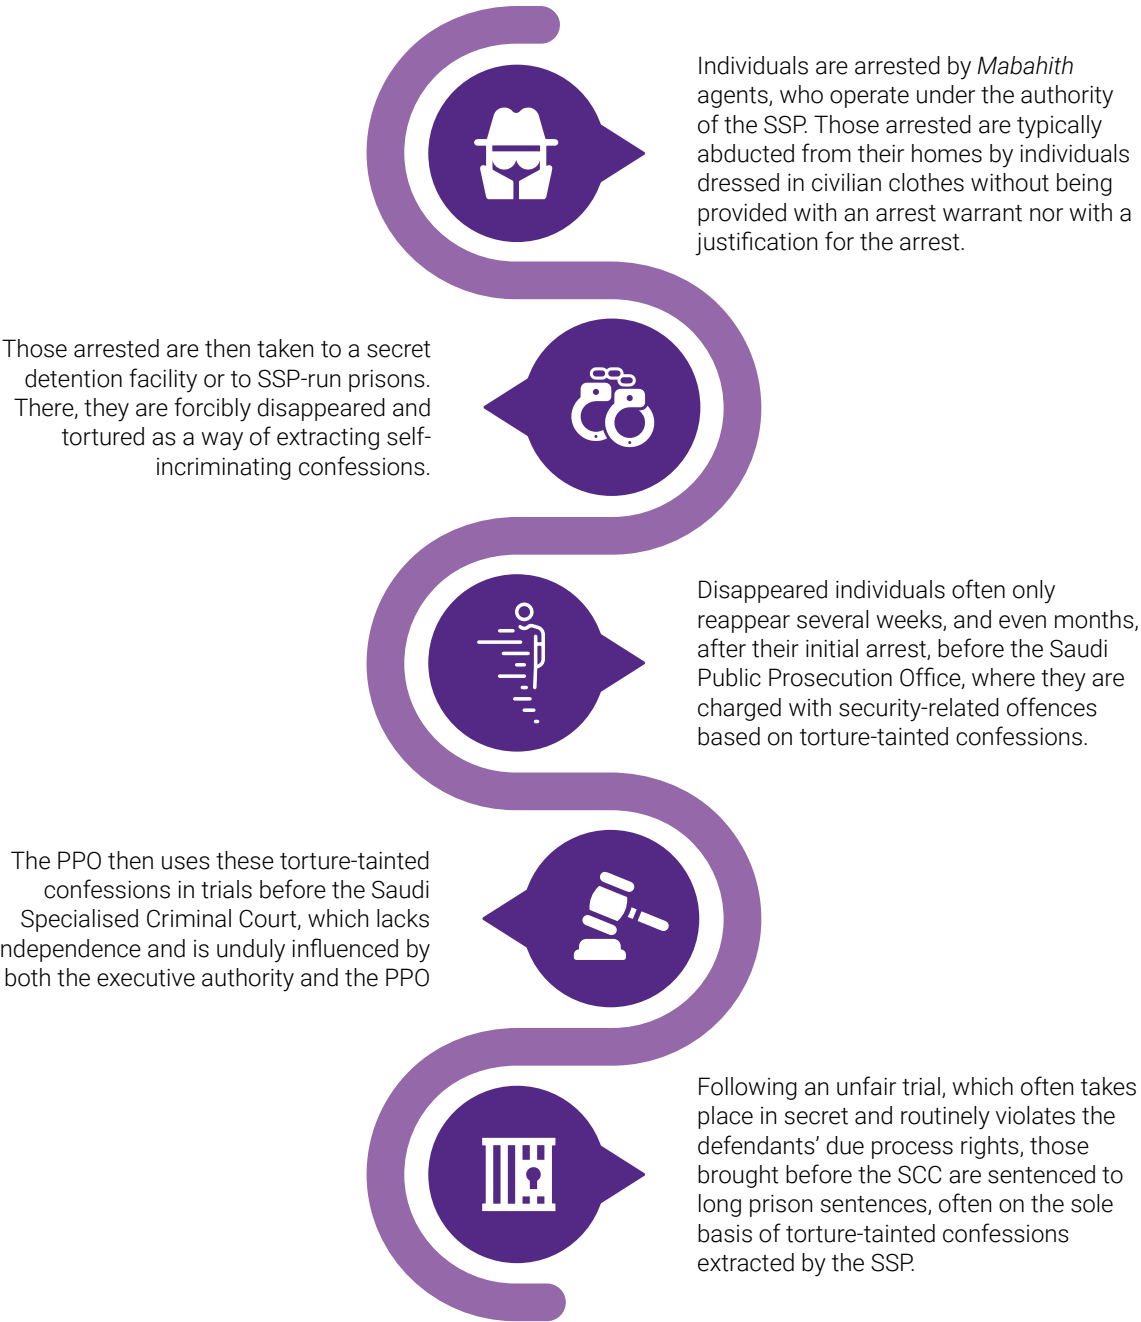 Individuals are arrested by Mabahith
agents, who operate under the authority
of the SSP. Those arrested are typically
abducted from their homes by individuals
dressed in civilian clothes without being
provided with an arrest warrant nor with a
justification for the arrest.
Those arrested are then taken to a secret
detention facility or to SSP-run prisons.
There, they are forcibly disappeared and
tortured as a way of extracting self-
incriminating confessions.
Disappeared individuals often only
reappear several weeks, and even months,
after their initial arrest, before the Saudi
Public Prosecution Office, where they are
charged with security-related offences
based on torture-tainted confessions.
The PPO then uses these torture-tainted
confessions in trials before the Saudi
Specialised Criminal Court, which lacks
ndependence and is unduly influenced by
both the executive authority and the PPO
Following an unfair trial, which often takes
place in secret and routinely violates the
defendants’ due process rights, those
brought before the SCC are sentenced to
long prison sentences, often on the sole
basis of torture-tainted confessions
extracted by the SSP.